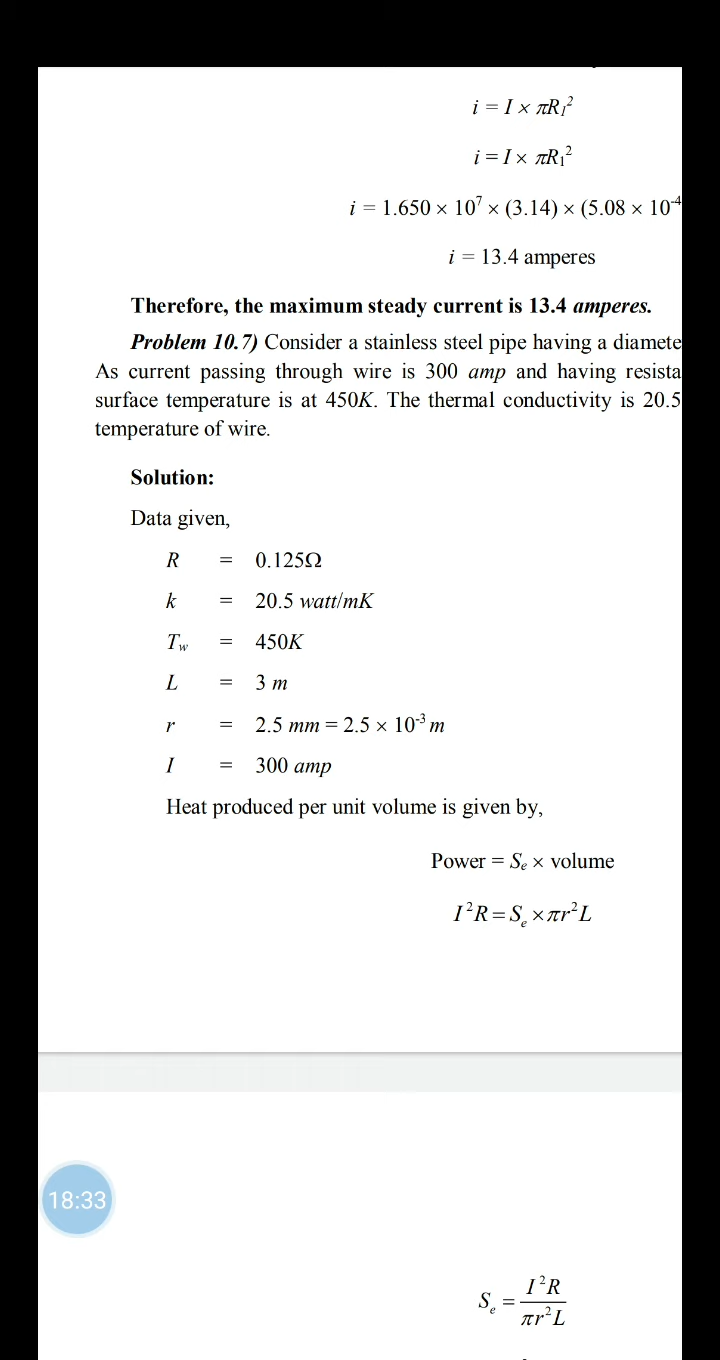 i = I × πR₁²
i = I × πR₁²
i = 1.650 × 10⁷ × (3.14) × (5.08 × 10⁻⁴
i = 13.4 amperes
Therefore, the maximum steady current is 13.4 amperes.
Problem 10.7) Consider a stainless steel pipe having a diamete
As current passing through wire is 300 amp and having resista
surface temperature is at 450K. The thermal conductivity is 20.5
temperature of wire.
Solution:
Data given,
R = 0.125Ω
k = 20.5 watt/mK
T_w = 450K
L = 3 m
r = 2.5 mm = 2.5 × 10⁻³ m
I = 300 amp
Heat produced per unit volume is given by,
Power = Sₑ × volume
I²R = Sₑ × πr²L
18:33
Sₑ = I²R / πr²L